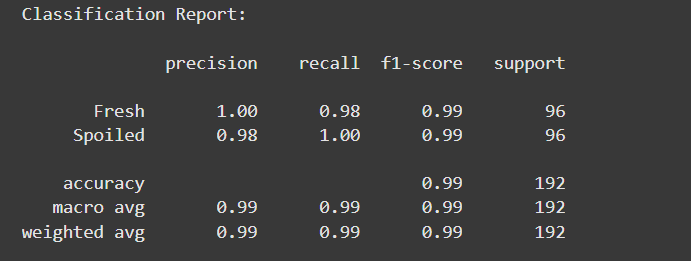 Classification Report:
precision recall f1-score support
Fresh 1.00 0.98 0.99 96
Spoiled 0.98 1.00 0.99 96
accuracy 0.99 192
macro avg 0.99 0.99 0.99 192
weighted avg 0.99 0.99 0.99 192